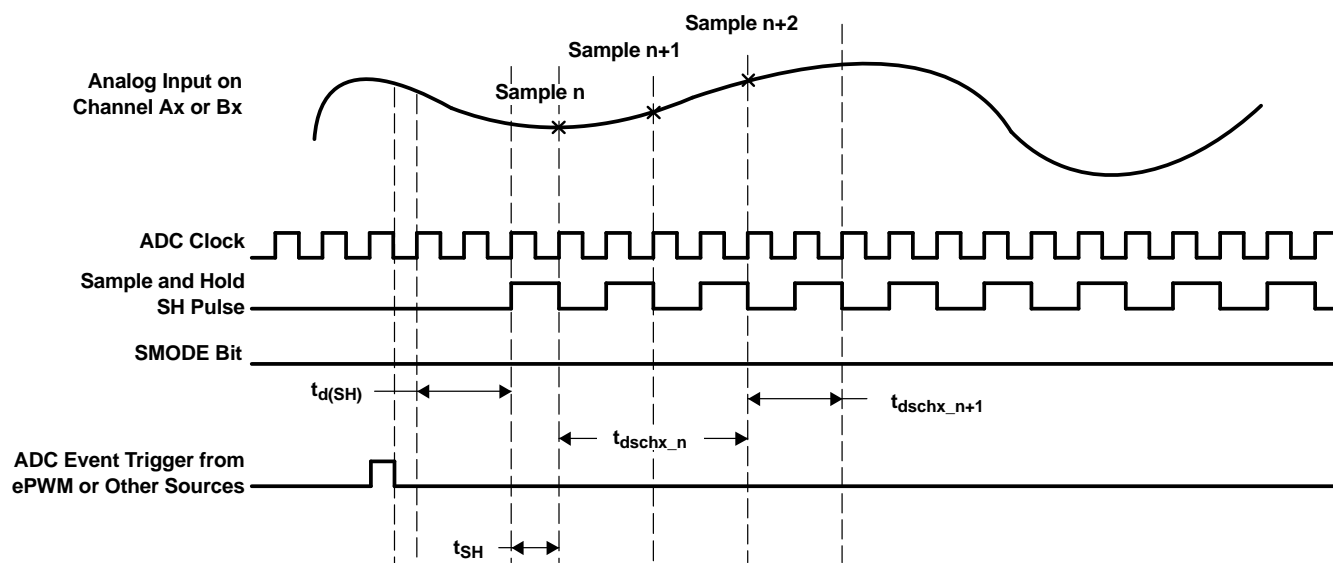 Sample n+2
Sample n+1
Analog Input on
Channel Ax or Bx
Sample n
ADC Clock
Sample and Hold
SH Pulse
SMODE Bit
td(SH)
tdschx_n+1
tdschx_n
ADC Event Trigger from
ePWM or Other Sources
tSH